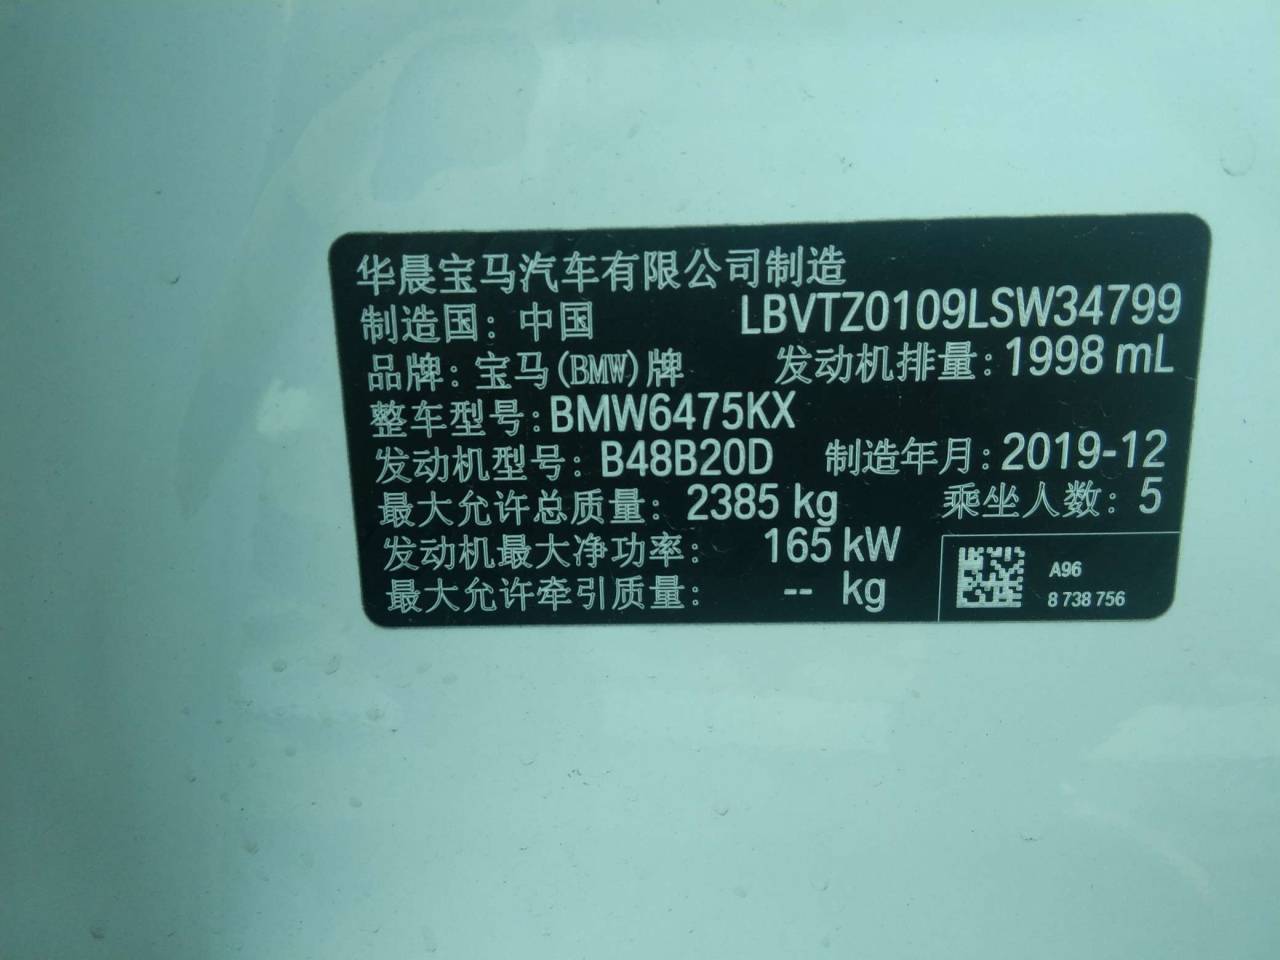 华晨宝马汽车有限公司制造
制造国：中国 LBVTZ0109LSW34799
品牌：宝马(BMW)牌 发动机排量：1998 mL
整车型号：BMW6475KX
发动机型号：B48B20D 制造年月：2019-12
最大允许总质量：2385 kg 乘坐人数：5
发动机最大净功率：165 kW
最大允许牵引质量：-- kg
A96
8 738 756